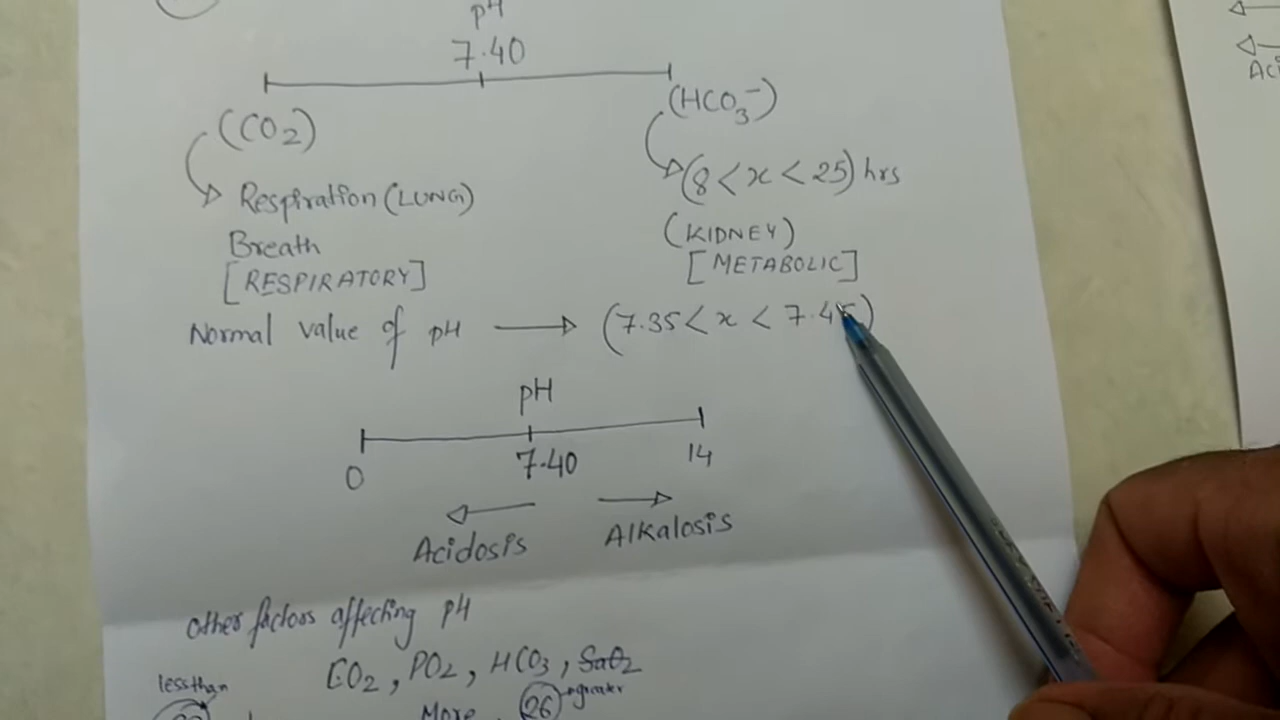 pH
7.40
(CO2) (HCO3-)
(8 < x < 25) hrs
Respiration (LUNG)
(KIDNEY)
Breath
[METABOLIC]
[RESPIRATORY]
Normal value of pH → (7.35 < x < 7.45)
pH
0 7.40 14
Acidosis Alkalosis
Other factors affecting pH
CO2, PO2, HCO3, SaO2
less than
More 26 greater